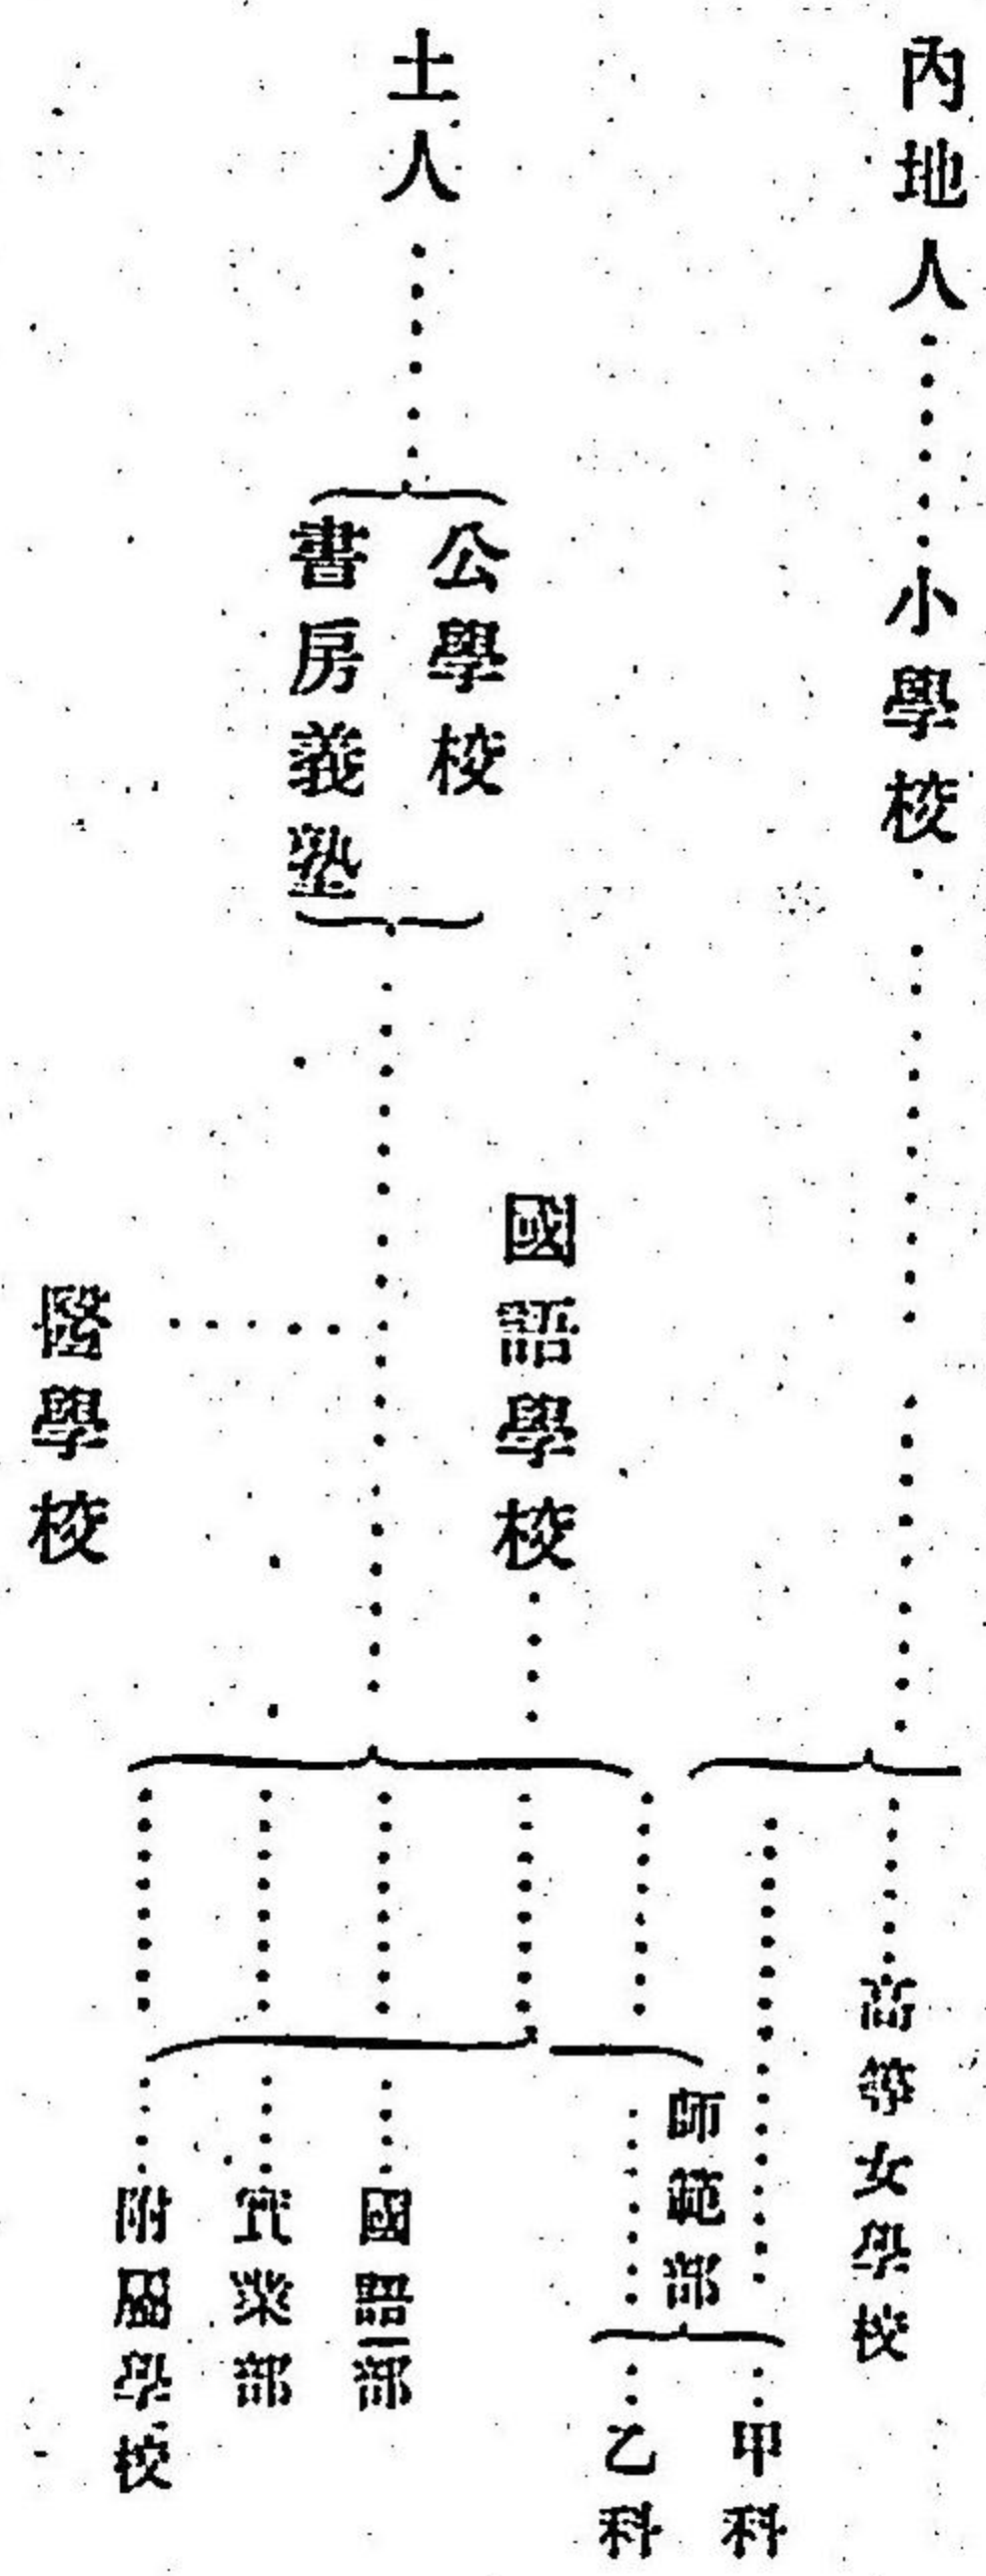 內地人
小學校
高等女學校
甲科
師範部
乙科
國語學校
土人
公學校
書房義塾
國語部
實業部
附屬學校
醫學校